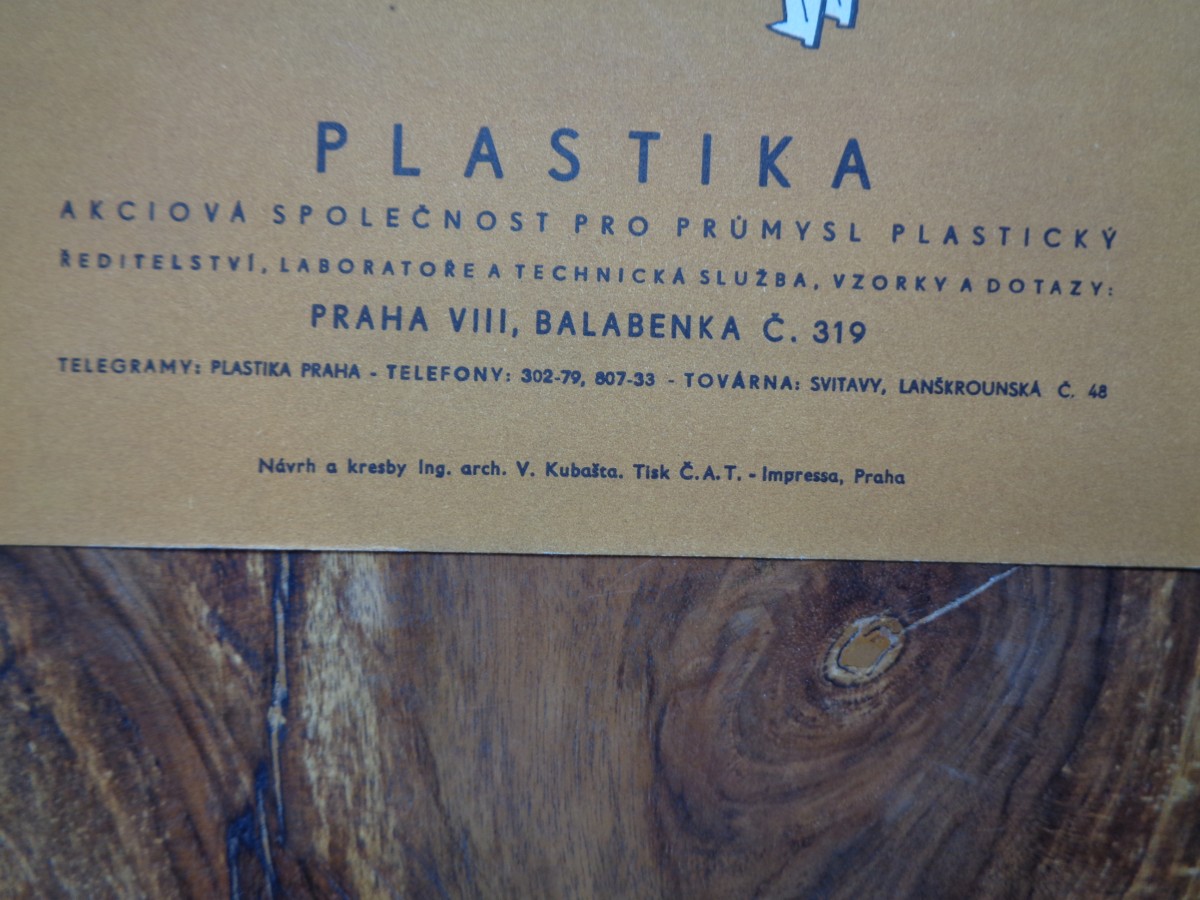 PLASTIKA
AKCIOVÁ SPOLEČNOST PRO PRŮMYSL PLASTICKÝ
ŘEDITELSTVÍ, LABORATOŘE A TECHNICKÁ SLUŽBA, VZORKY A DOTAZY:
PRAHA VIII, BALABENKA Č. 319
TELEGRAMY: PLASTIKA PRAHA - TELEFONY: 302-79, 807-33 - TOVÁRNA: SVITAVY, LANŠKROUNSKÁ Č. 48
Návrh a kresby Ing. arch. V. Kubašta. Tisk Č.A.T. - Impressa, Praha